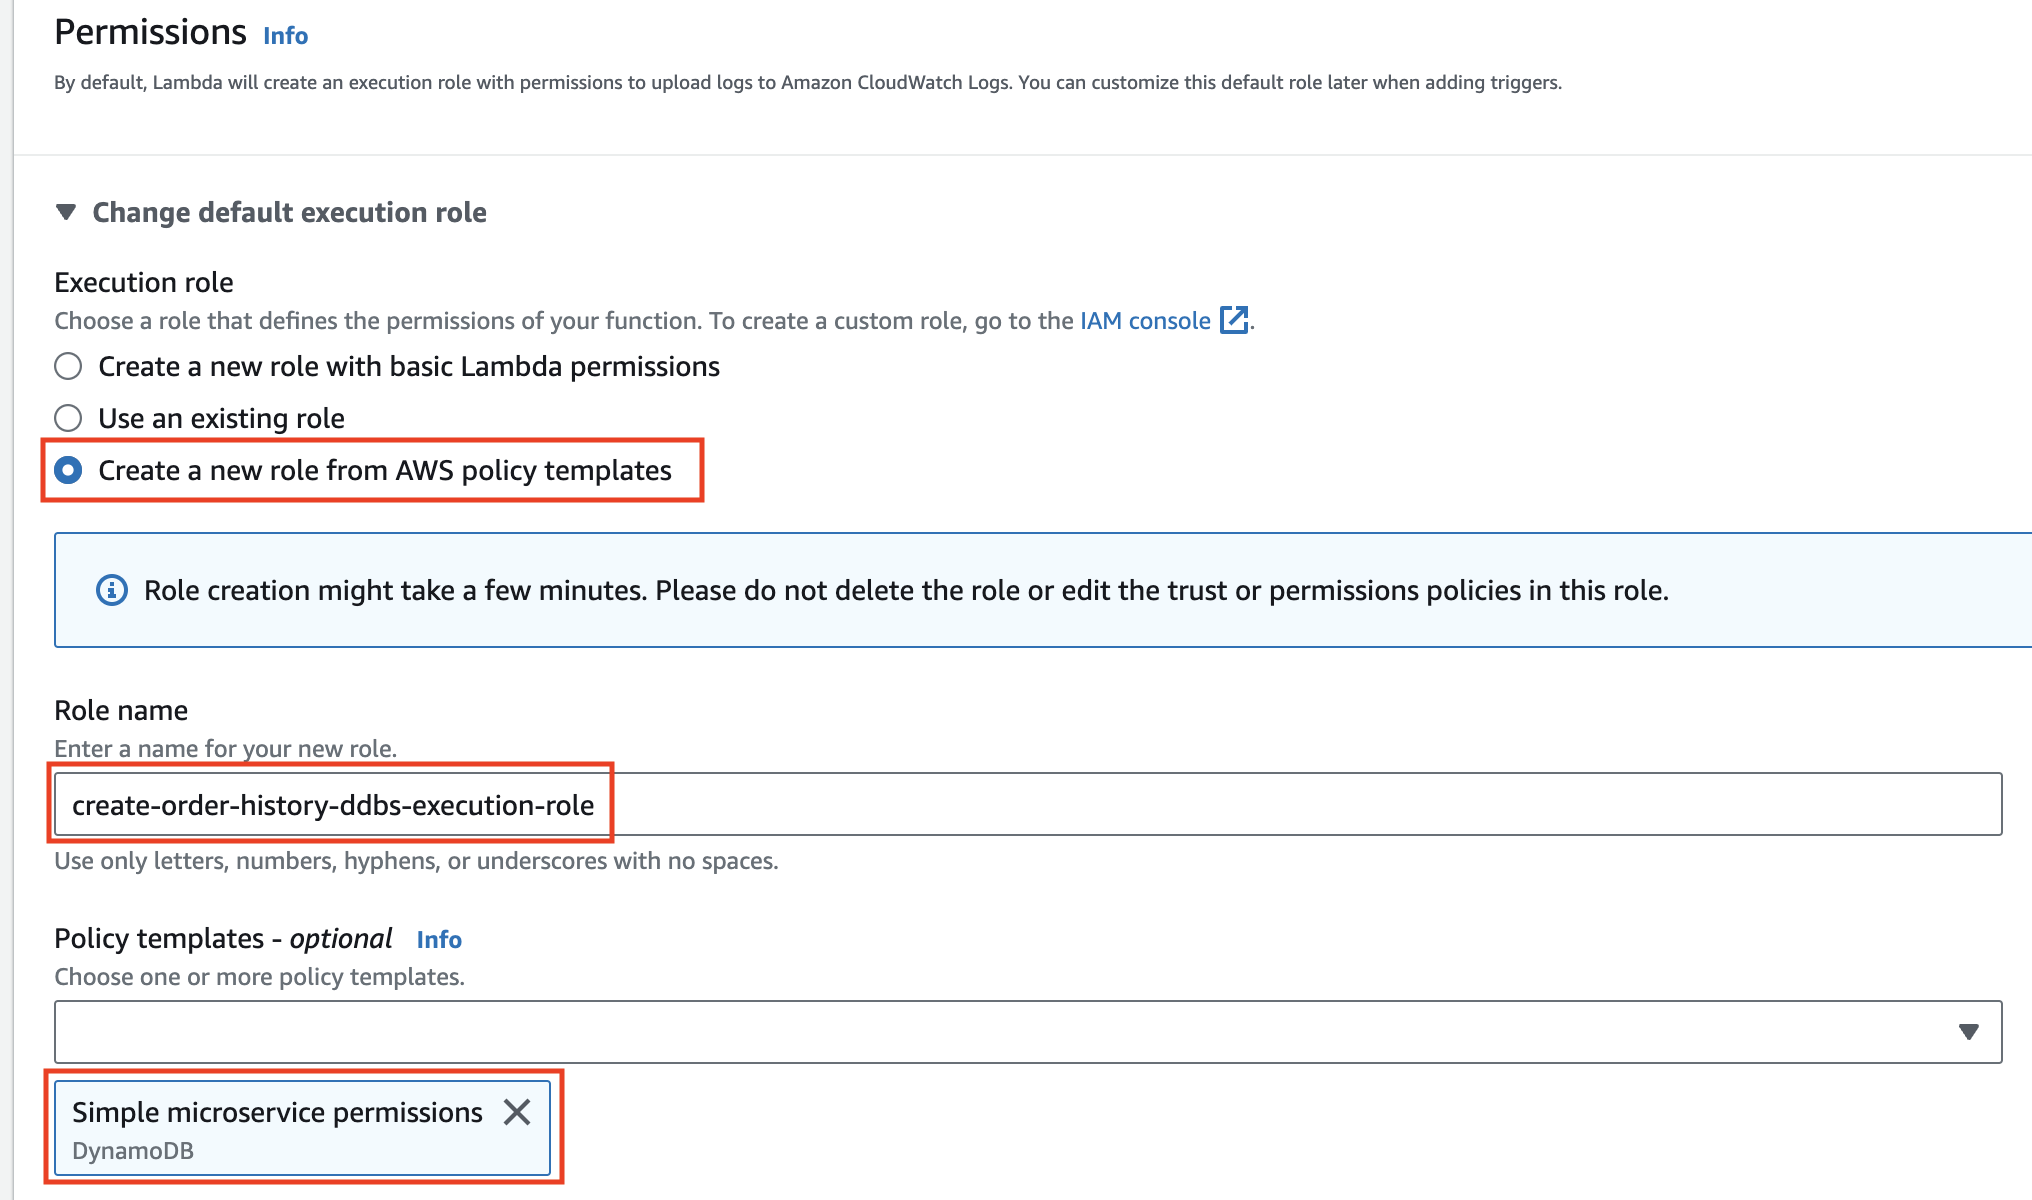 Permissions Info
By default, Lambda will create an execution role with permissions to upload logs to Amazon CloudWatch Logs. You can customize this default role later when adding triggers.
Change default execution role
Execution role
Choose a role that defines the permissions of your function. To create a custom role, go to the IAM console.
Create a new role with basic Lambda permissions
Use an existing role
Create a new role from AWS policy templates
Role creation might take a few minutes. Please do not delete the role or edit the trust or permissions policies in this role.
Role name
Enter a name for your new role.
create-order-history-ddbs-execution-role
Use only letters, numbers, hyphens, or underscores with no spaces.
Policy templates - optional Info
Choose one or more policy templates.
Simple microservice permissions
DynamoDB